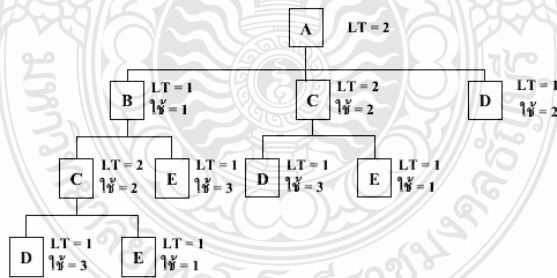 A LT = 2
B LT = 1
ใช้ = 1
C LT = 2
ใช้ = 2
D LT = 1
ใช้ = 2
C LT = 2
ใช้ = 2
E LT = 1
ใช้ = 3
D LT = 1
ใช้ = 3
E LT = 1
ใช้ = 1
D LT = 1
ใช้ = 3
E LT = 1
ใช้ = 1